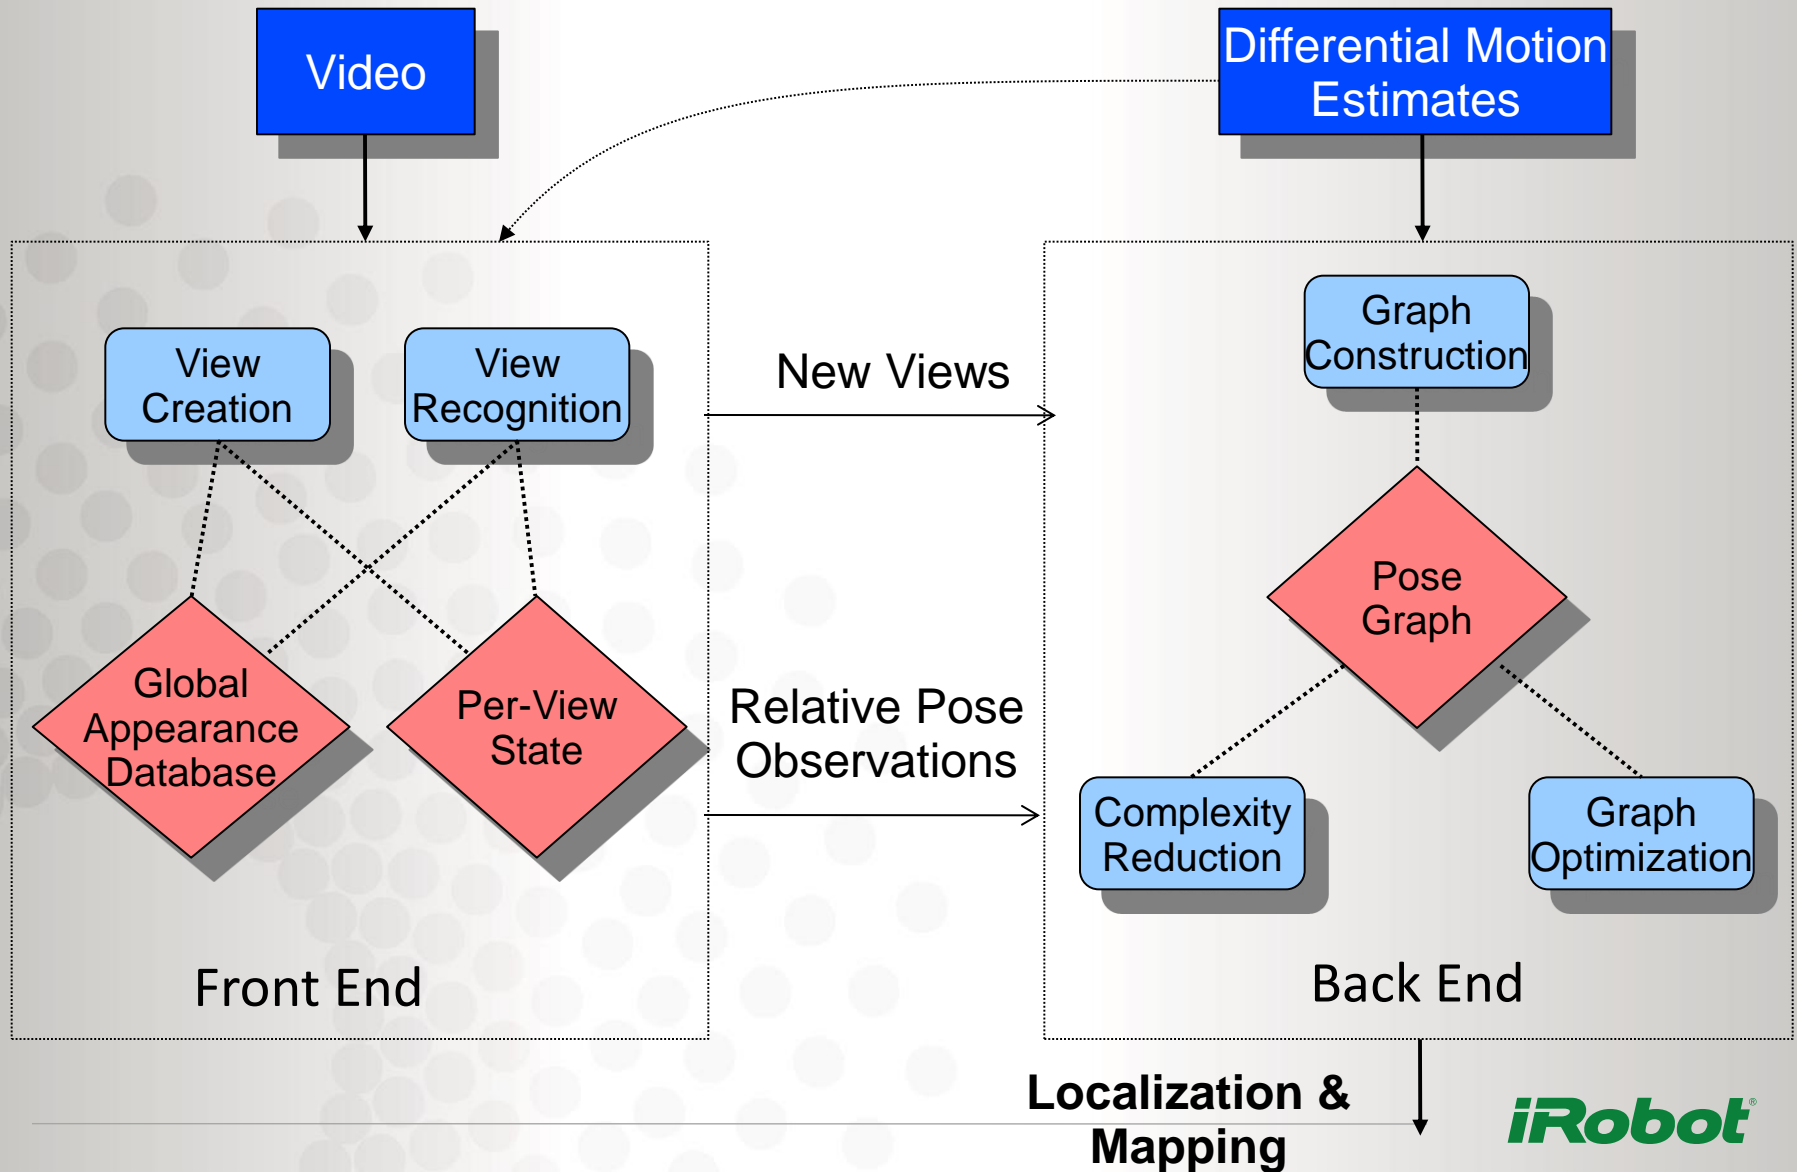 Video
Differential Motion
Estimates
View
Creation
View
Recognition
Global
Appearance
Database
Per-View
State
Front End
New Views
Relative Pose
Observations
Graph
Construction
Pose
Graph
Complexity
Reduction
Graph
Optimization
Back End
Localization &
Mapping
iRobot®